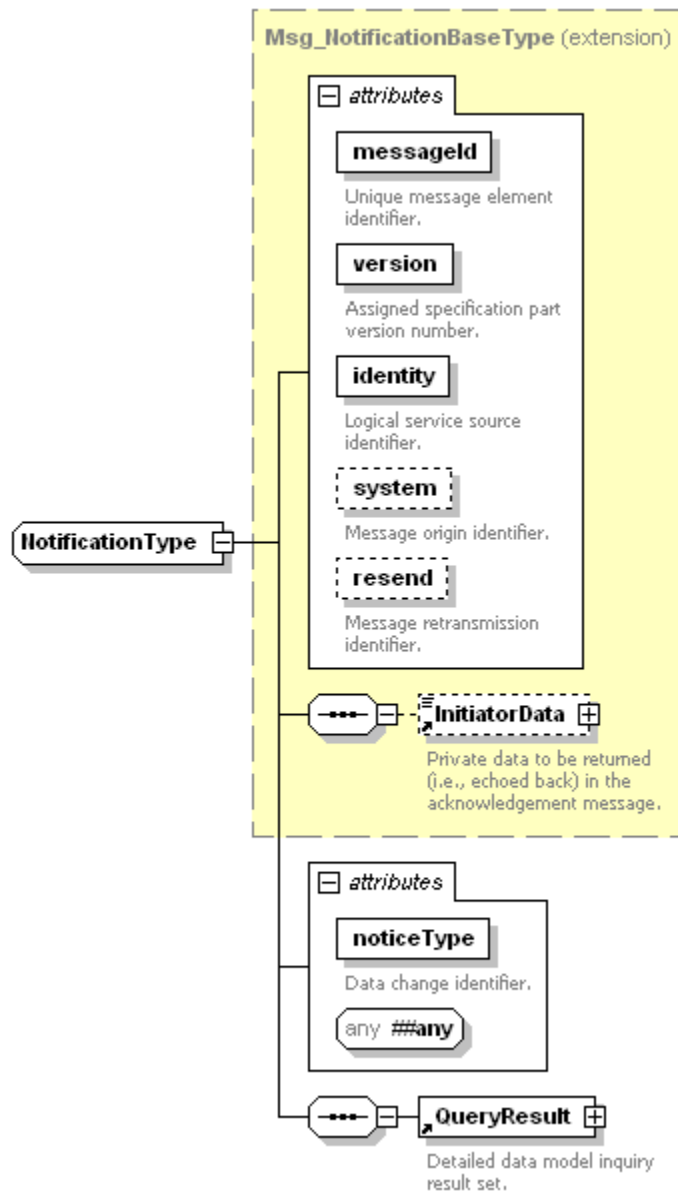 Msg_NotificationBaseType (extension)
attributes
messageId
Unique message element
identifier.
version
Assigned specification part
version number.
identity
Logical service source
identifier.
system
Message origin identifier.
NotificationType
resend
Message retransmission
identifier.
InitiatorData
Private data to be returned
(i.e., echoed back) in the
acknowledgement message.
attributes
noticeType
Data change identifier.
any ##any
QueryResult
Detailed data model inquiry
result set.